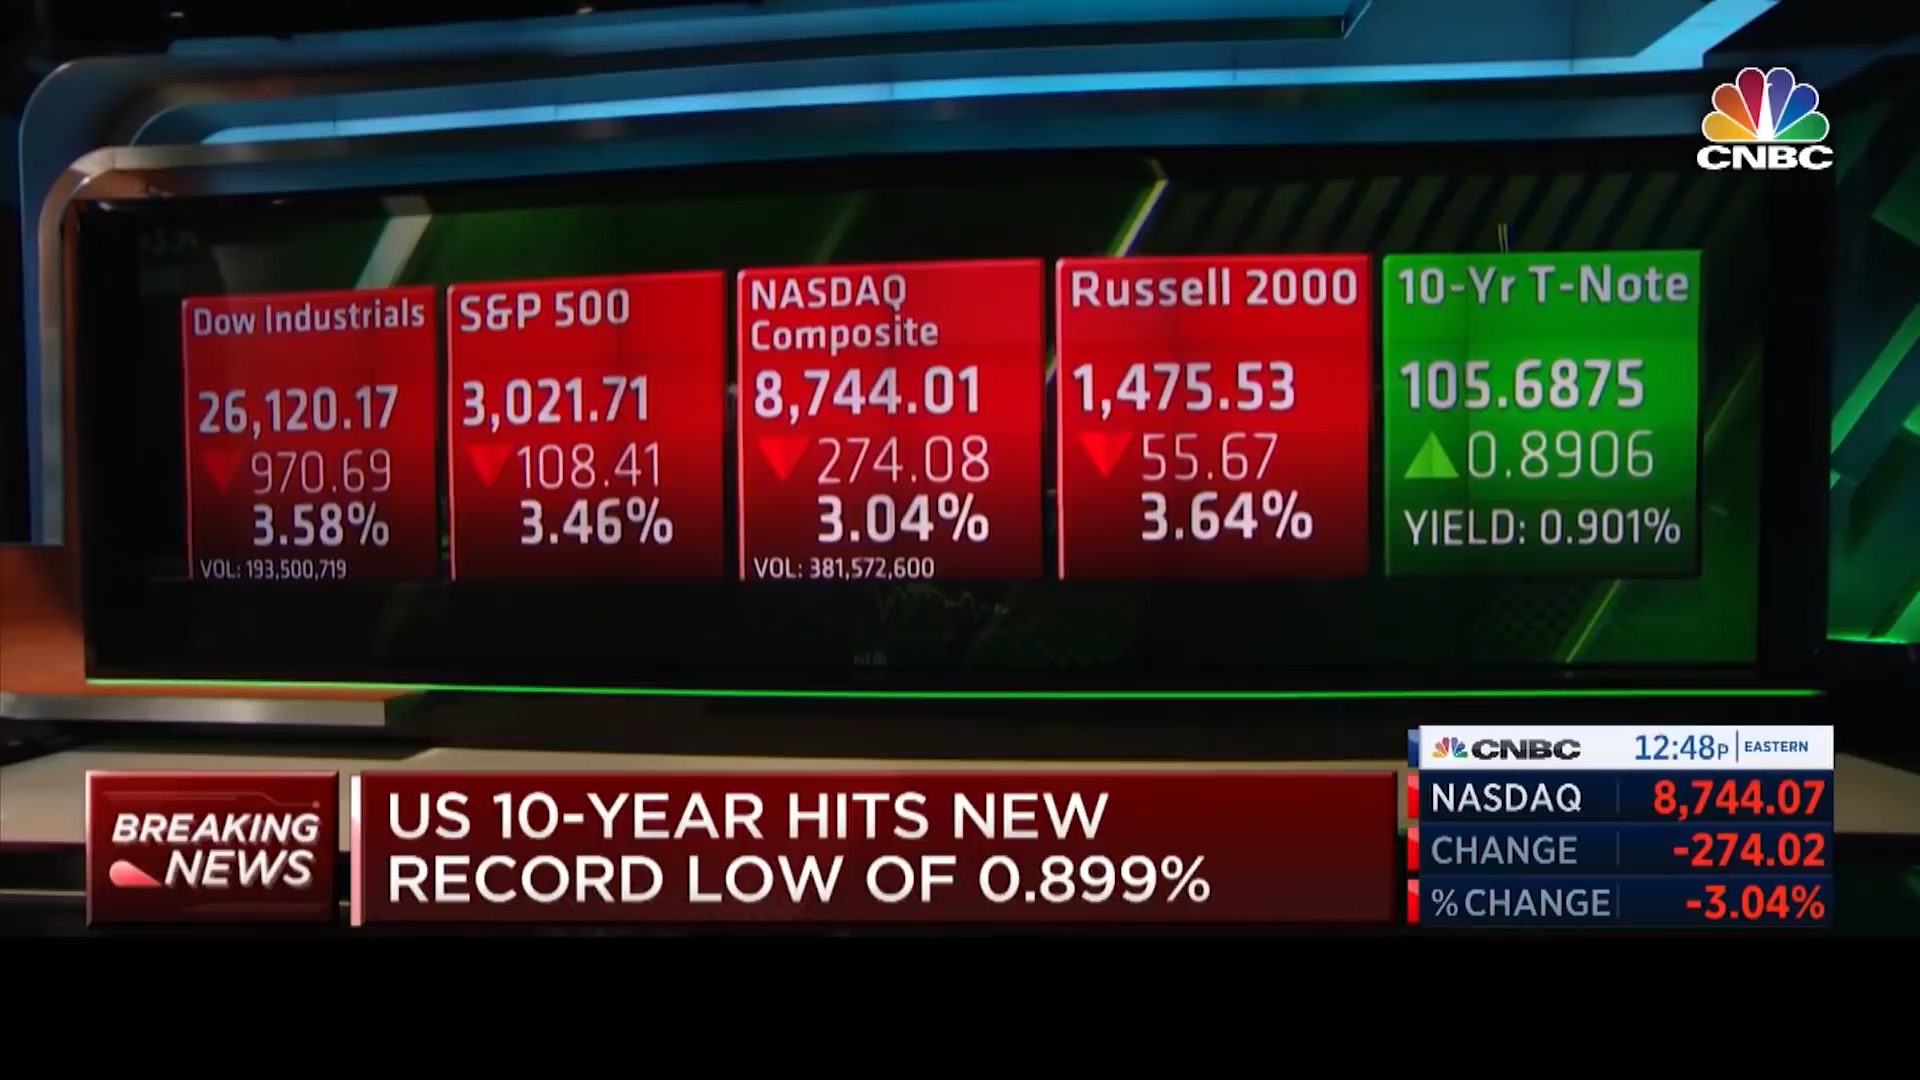 CNBC
Dow Industrials
26,120.17
970.69
3.58%
VOL: 193,500,719
S&P 500
3,021.71
108.41
3.46%
NASDAQ
Composite
8,744.01
274.08
3.04%
VOL: 381,572,600
Russell 2000
1,475.53
55.67
3.64%
10-Yr T-Note
105.6875
0.8906
YIELD: 0.901%
BREAKING
NEWS
US 10-YEAR HITS NEW
RECORD LOW OF 0.899%
CNBC 12:48P EASTERN
NASDAQ 8,744.07
CHANGE -274.02
% CHANGE -3.04%